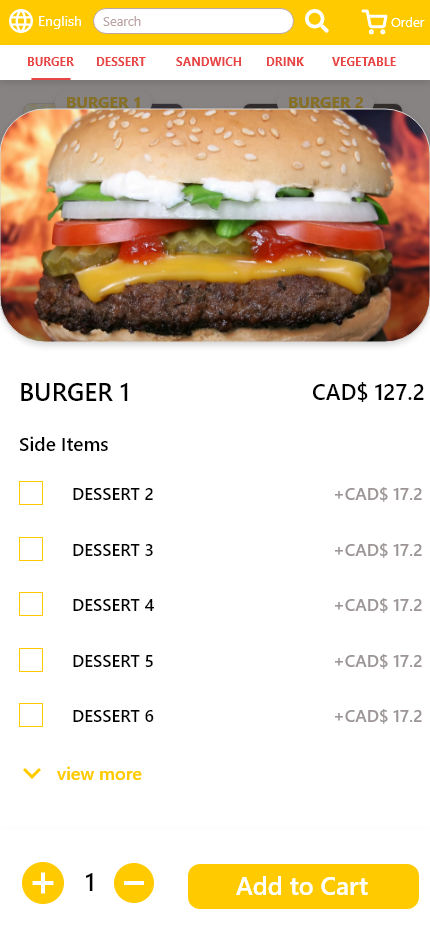 English Search Order
BURGER DESSERT SANDWICH DRINK VEGETABLE
BURGER 1 BURGER 2
BURGER 1 CAD$ 127.2
Side Items
DESSERT 2 +CAD$ 17.2
DESSERT 3 +CAD$ 17.2
DESSERT 4 +CAD$ 17.2
DESSERT 5 +CAD$ 17.2
DESSERT 6 +CAD$ 17.2
view more
1 Add to Cart